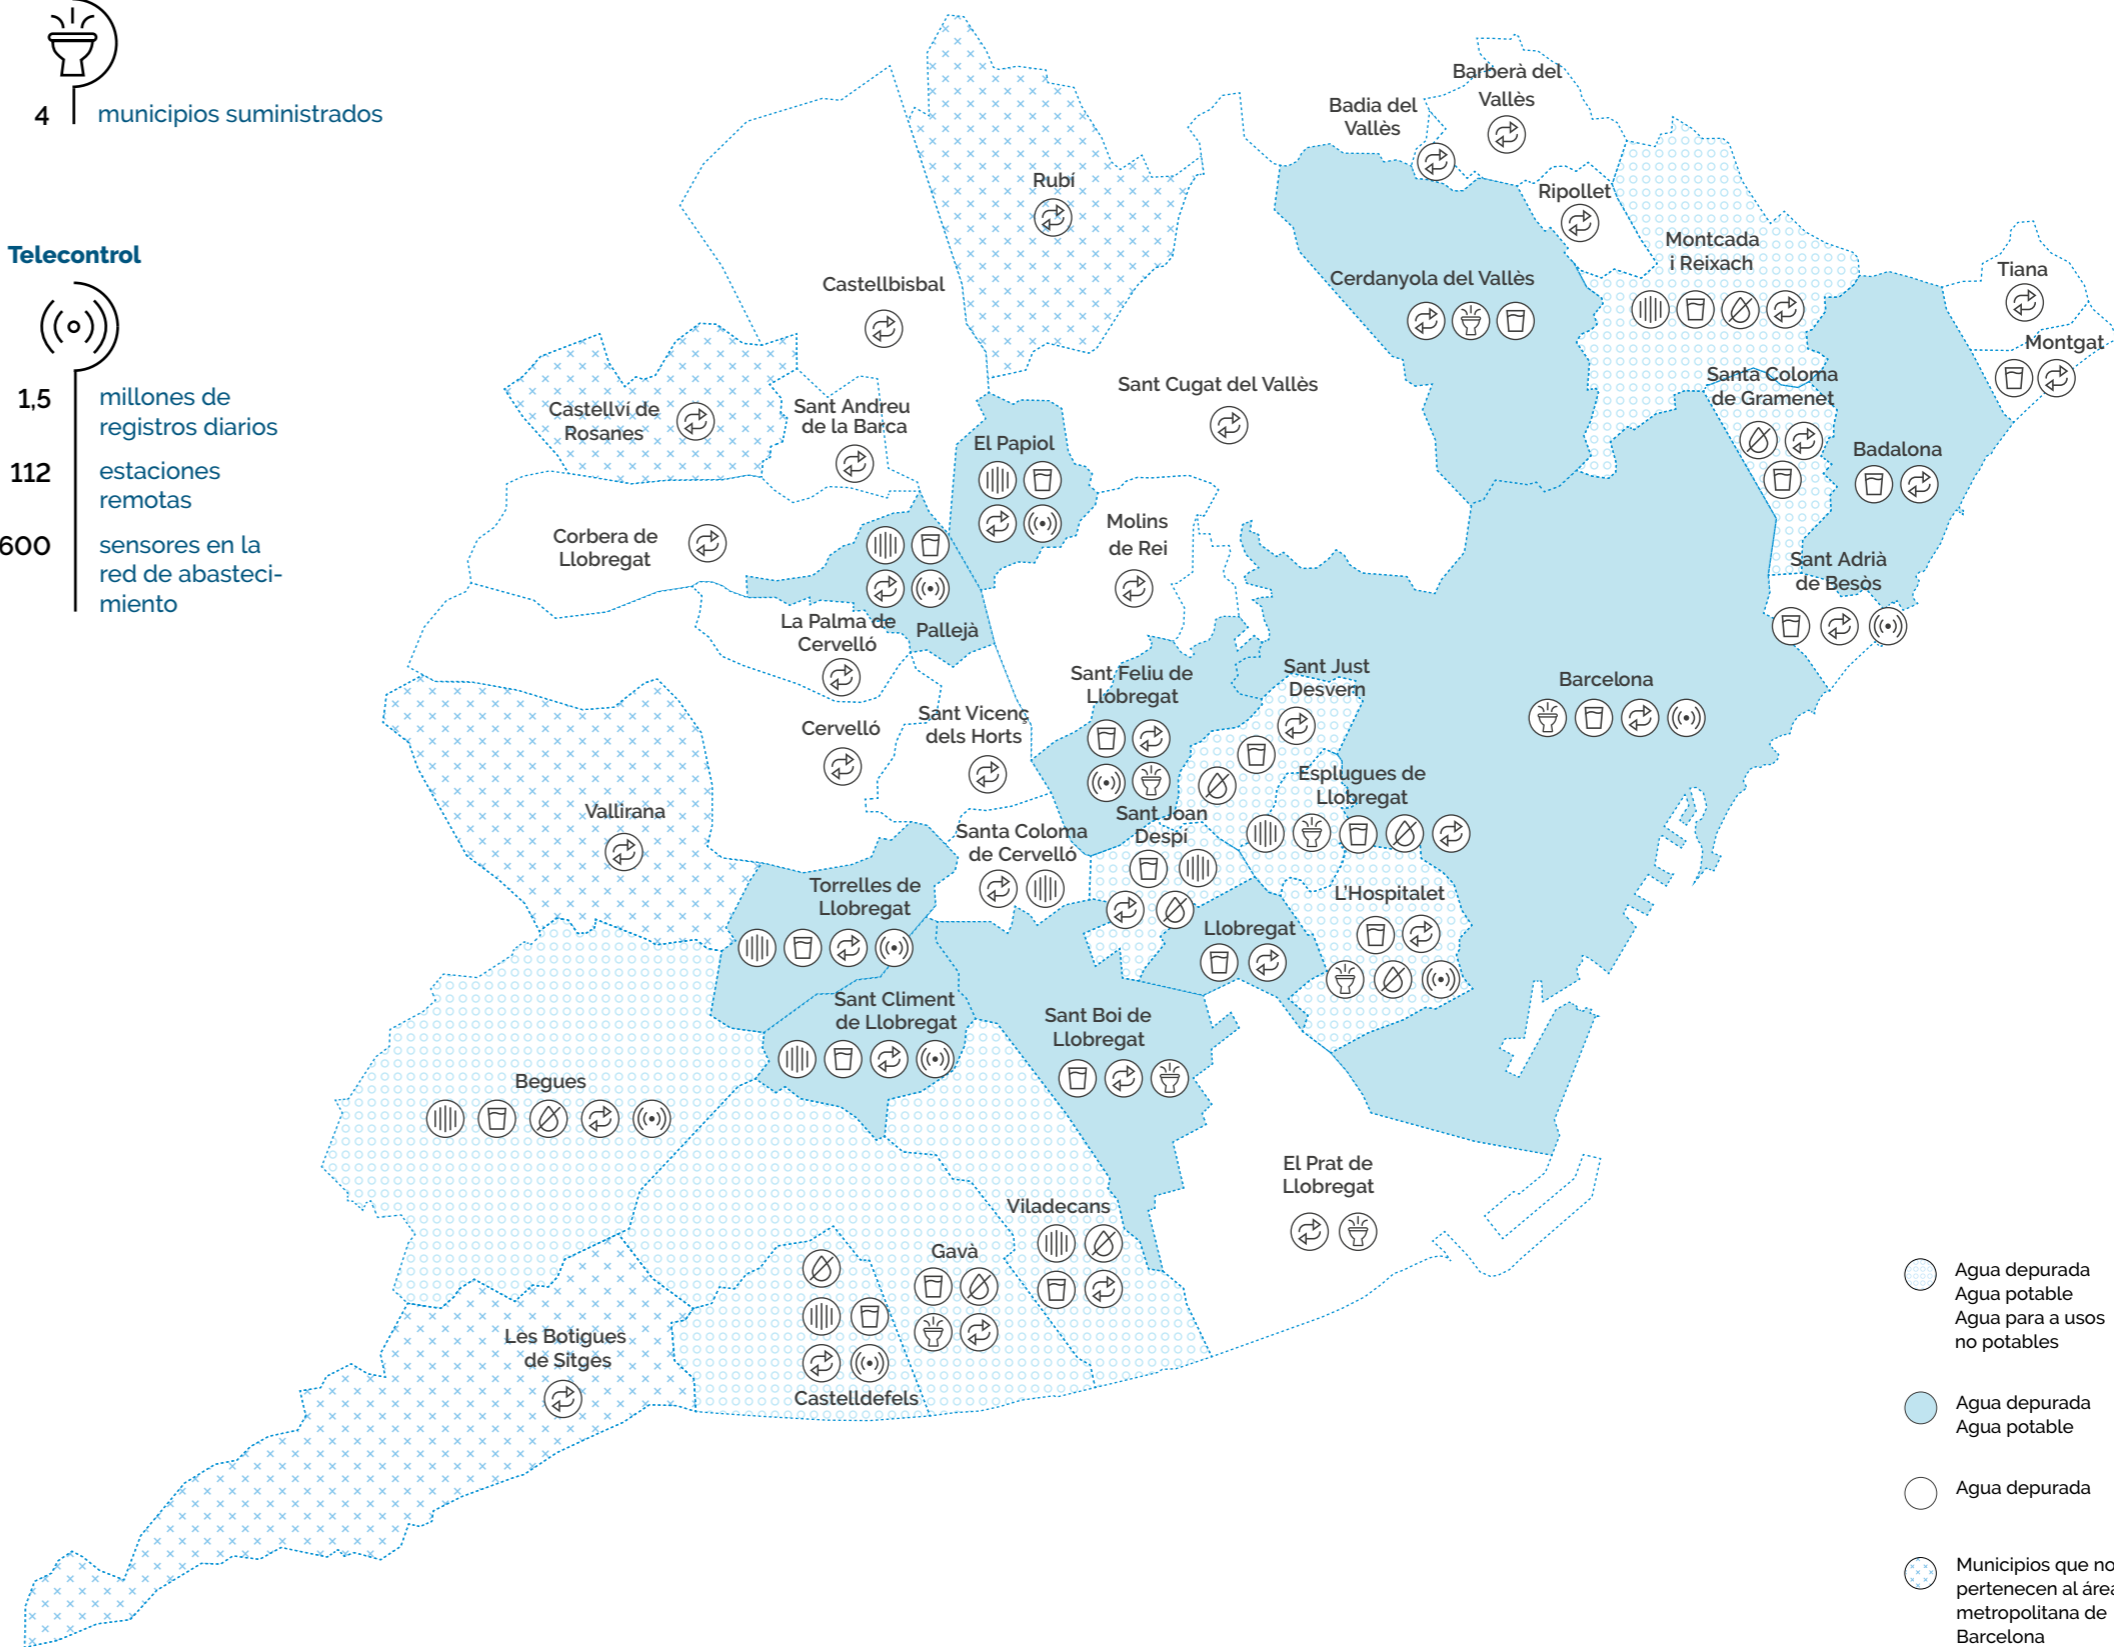 4 municipios suministrados
Telecontrol
1,5 millones de
registros diarios
112 estaciones
remotas
600 sensores en la
red de abasteci-
miento
Barberà del
Vallès
Badia del
Vallès
Rubí
Ripollet
Montcada
i Reixach
Tiana
Castellbisbal
Cerdanyola del Vallès
Montgat
Sant Cugat del Vallès
Santa Coloma
de Gramenet
Castellví de
Rosanes
Sant Andreu
de la Barca
El Papiol
Badalona
Corbera de
Llobregat
Molins
de Rei
Sant Adrià
de Besòs
La Palma de
Cervelló
Pallejà
Sant Feliu de
Llobregat
Sant Just
Desvern
Barcelona
Cervelló
Sant Vicenç
dels Horts
Esplugues de
Llobregat
Vallirana
Santa Coloma
de Cervelló
Sant Joan
Despí
Torrelles de
Llobregat
L'Hospitalet
Llobregat
Sant Climent
de Llobregat
Sant Boi de
Llobregat
Begues
El Prat de
Llobregat
Viladecans
Gavà
Les Botigues
de Sitges
Castelldefels
Agua depurada
Agua potable
Agua para a usos
no potables
Agua depurada
Agua potable
Agua depurada
Municipios que no
pertenecen al área
metropolitana de
Barcelona